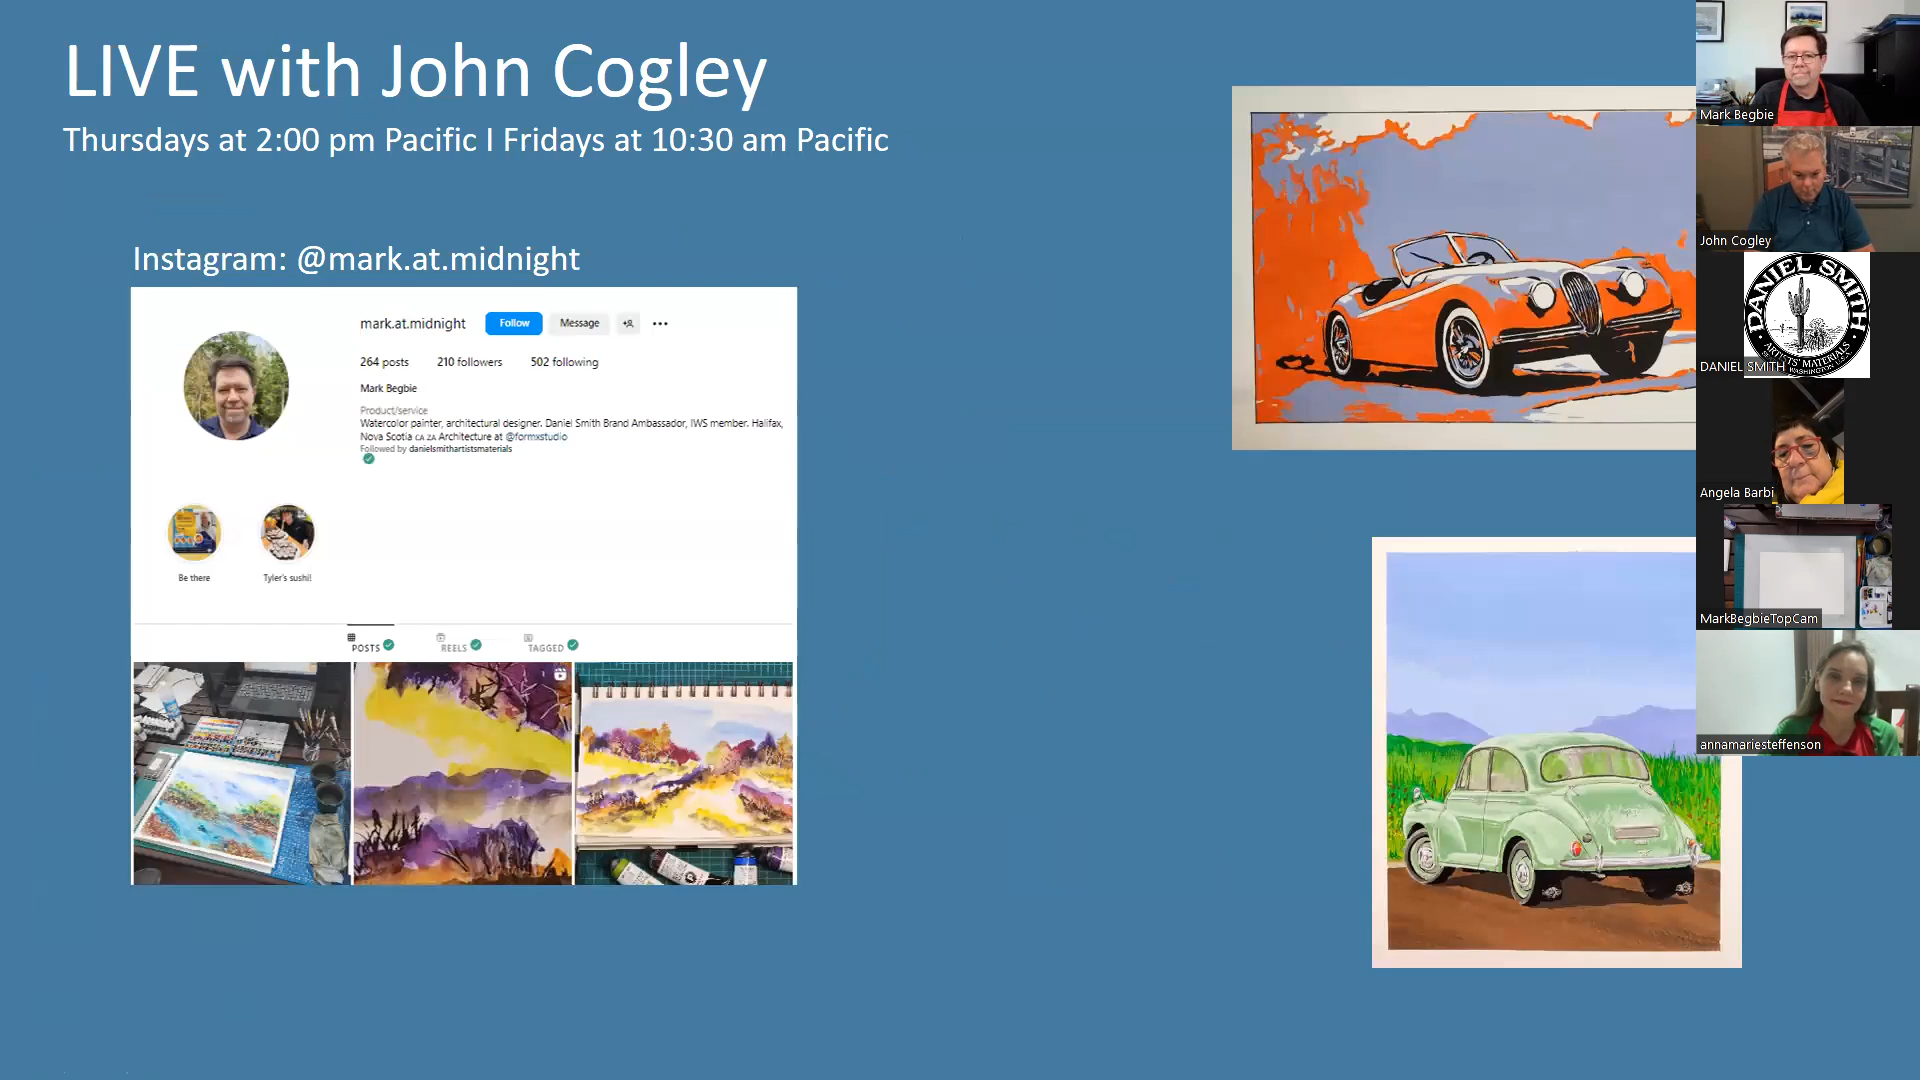 LIVE with John Cogley
Thursdays at 2:00 pm Pacific I Fridays at 10:30 am Pacific
Instagram: @mark.at.midnight
mark.at.midnight
Follow
Message
264 posts 210 followers 502 following
Mark Begbie
Product/service
Watercolor painter, architectural designer. Daniel Smith Brand Ambassador, IWS member. Halifax,
Nova Scotia CA ZA Architecture at @formxstudio
Followed by danielsmithartistsmaterials
Be there
Tyler's sushi!
POSTS
REELS
TAGGED
Mark Begbie
John Cogley
DANIEL SMITH
ARTISTS' MATERIALS
WASHINGTON U.S.A.
DANIEL SMITH
Angela Barbi
MarkBegbieTopCam
annamariesteffenson